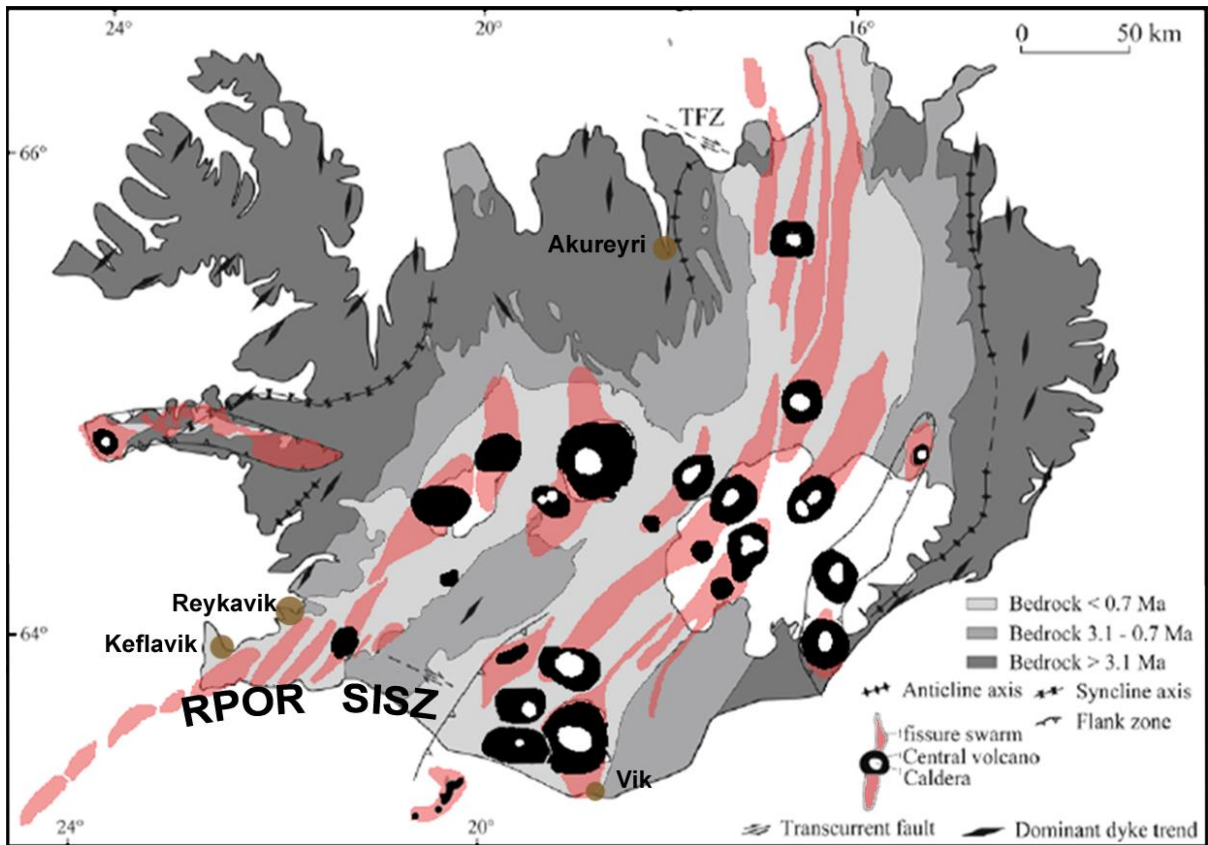 24°
20°
16°
0 50 km
TFZ
66°
Akureyri
Reykavik
Keflavik
64°
RPOR
SISZ
Vik
Bedrock < 0.7 Ma
Bedrock 3.1 - 0.7 Ma
Bedrock > 3.1 Ma
Anticline axis
Syncline axis
Flank zone
fissure swarm
Central volcano
Caldera
Transcurrent fault
Dominant dyke trend
24°
20°